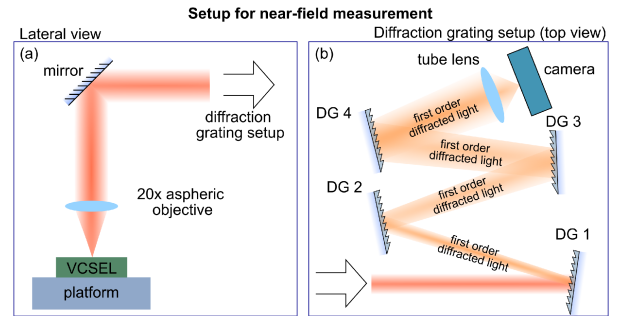 Setup for near-field measurement
Lateral view
(a)
mirror
diffraction
grating setup
20x aspheric
objective
VCSEL
platform
Diffraction grating setup (top view)
(b)
tube lens
camera
DG 4
first order
diffracted light
DG 3
first order
diffracted light
DG 2
first order
diffracted light
DG 1
first order
diffracted light